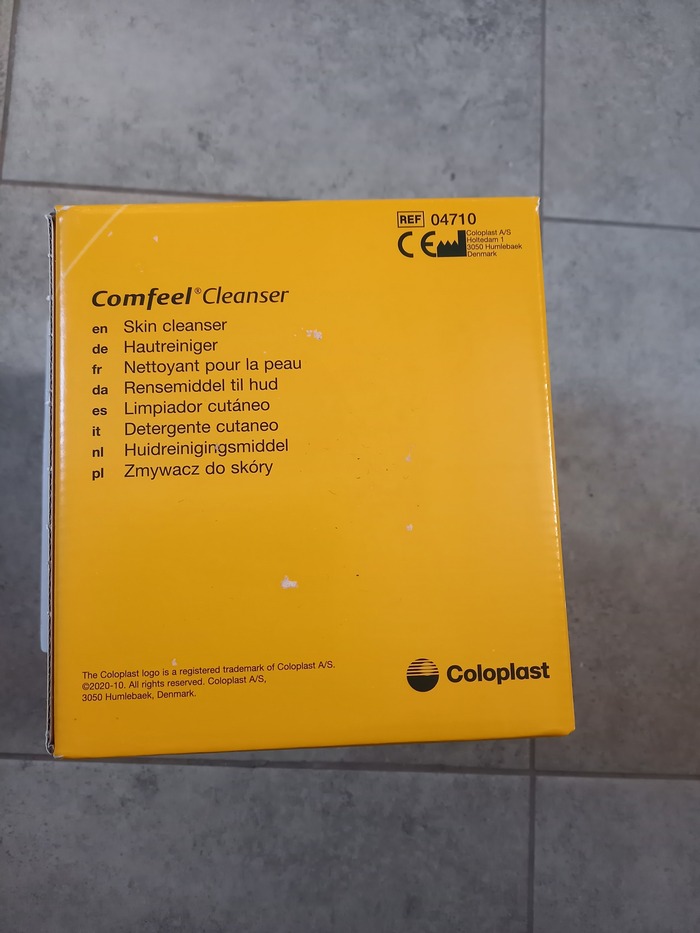 REF 04710
CE
Coloplast A/S
Holtedam 1
3050 Humlebaek
Denmark
Comfeel® Cleanser
en Skin cleanser
de Hautreiniger
fr Nettoyant pour la peau
da Rensemiddel til hud
es Limpiador cutáneo
it Detergente cutaneo
nl Huidreinigingsmiddel
pl Zmywacz do skóry
The Coloplast logo is a registered trademark of Coloplast A/S.
©2020-10. All rights reserved. Coloplast A/S,
3050 Humlebaek, Denmark.
Coloplast